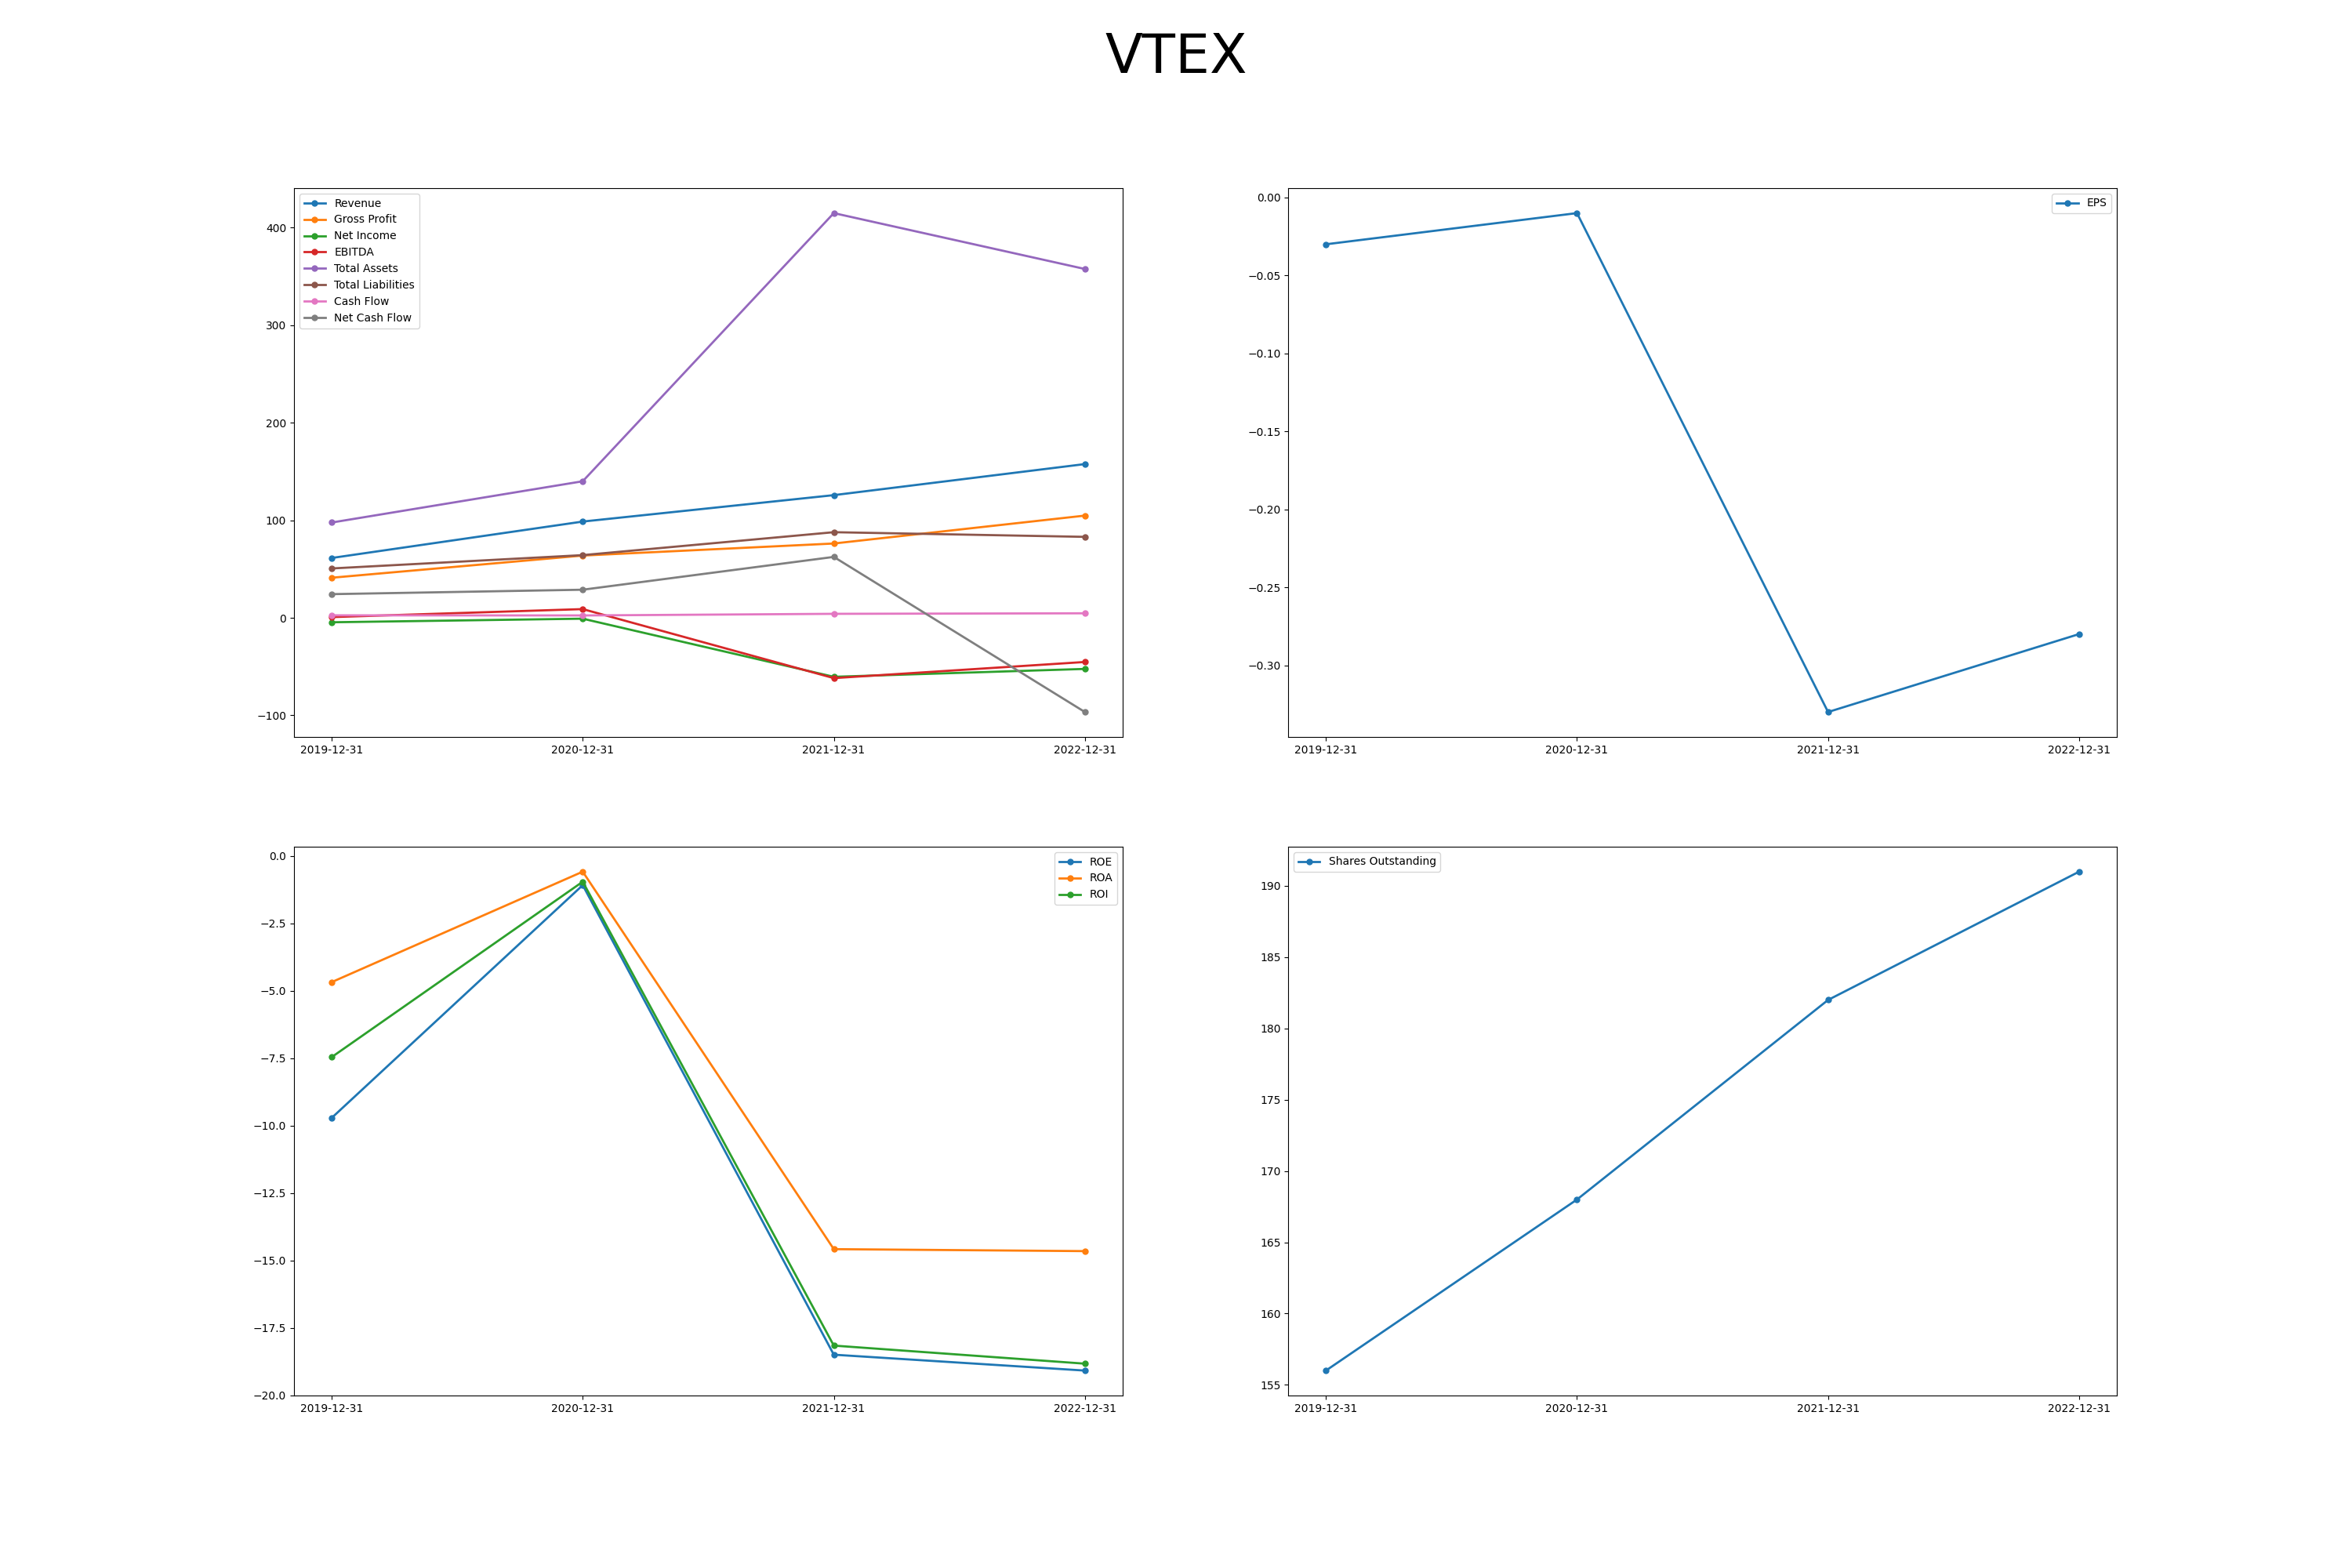 VTEX
Revenue
Gross Profit
Net Income
EBITDA
Total Assets
Total Liabilities
Cash Flow
Net Cash Flow
400
300
200
100
0
−100
2019-12-31 2020-12-31 2021-12-31 2022-12-31
EPS
0.00
−0.05
−0.10
−0.15
−0.20
−0.25
−0.30
2019-12-31 2020-12-31 2021-12-31 2022-12-31
ROE
ROA
ROI
0.0
−2.5
−5.0
−7.5
−10.0
−12.5
−15.0
−17.5
−20.0
2019-12-31 2020-12-31 2021-12-31 2022-12-31
Shares Outstanding
190
185
180
175
170
165
160
155
2019-12-31 2020-12-31 2021-12-31 2022-12-31